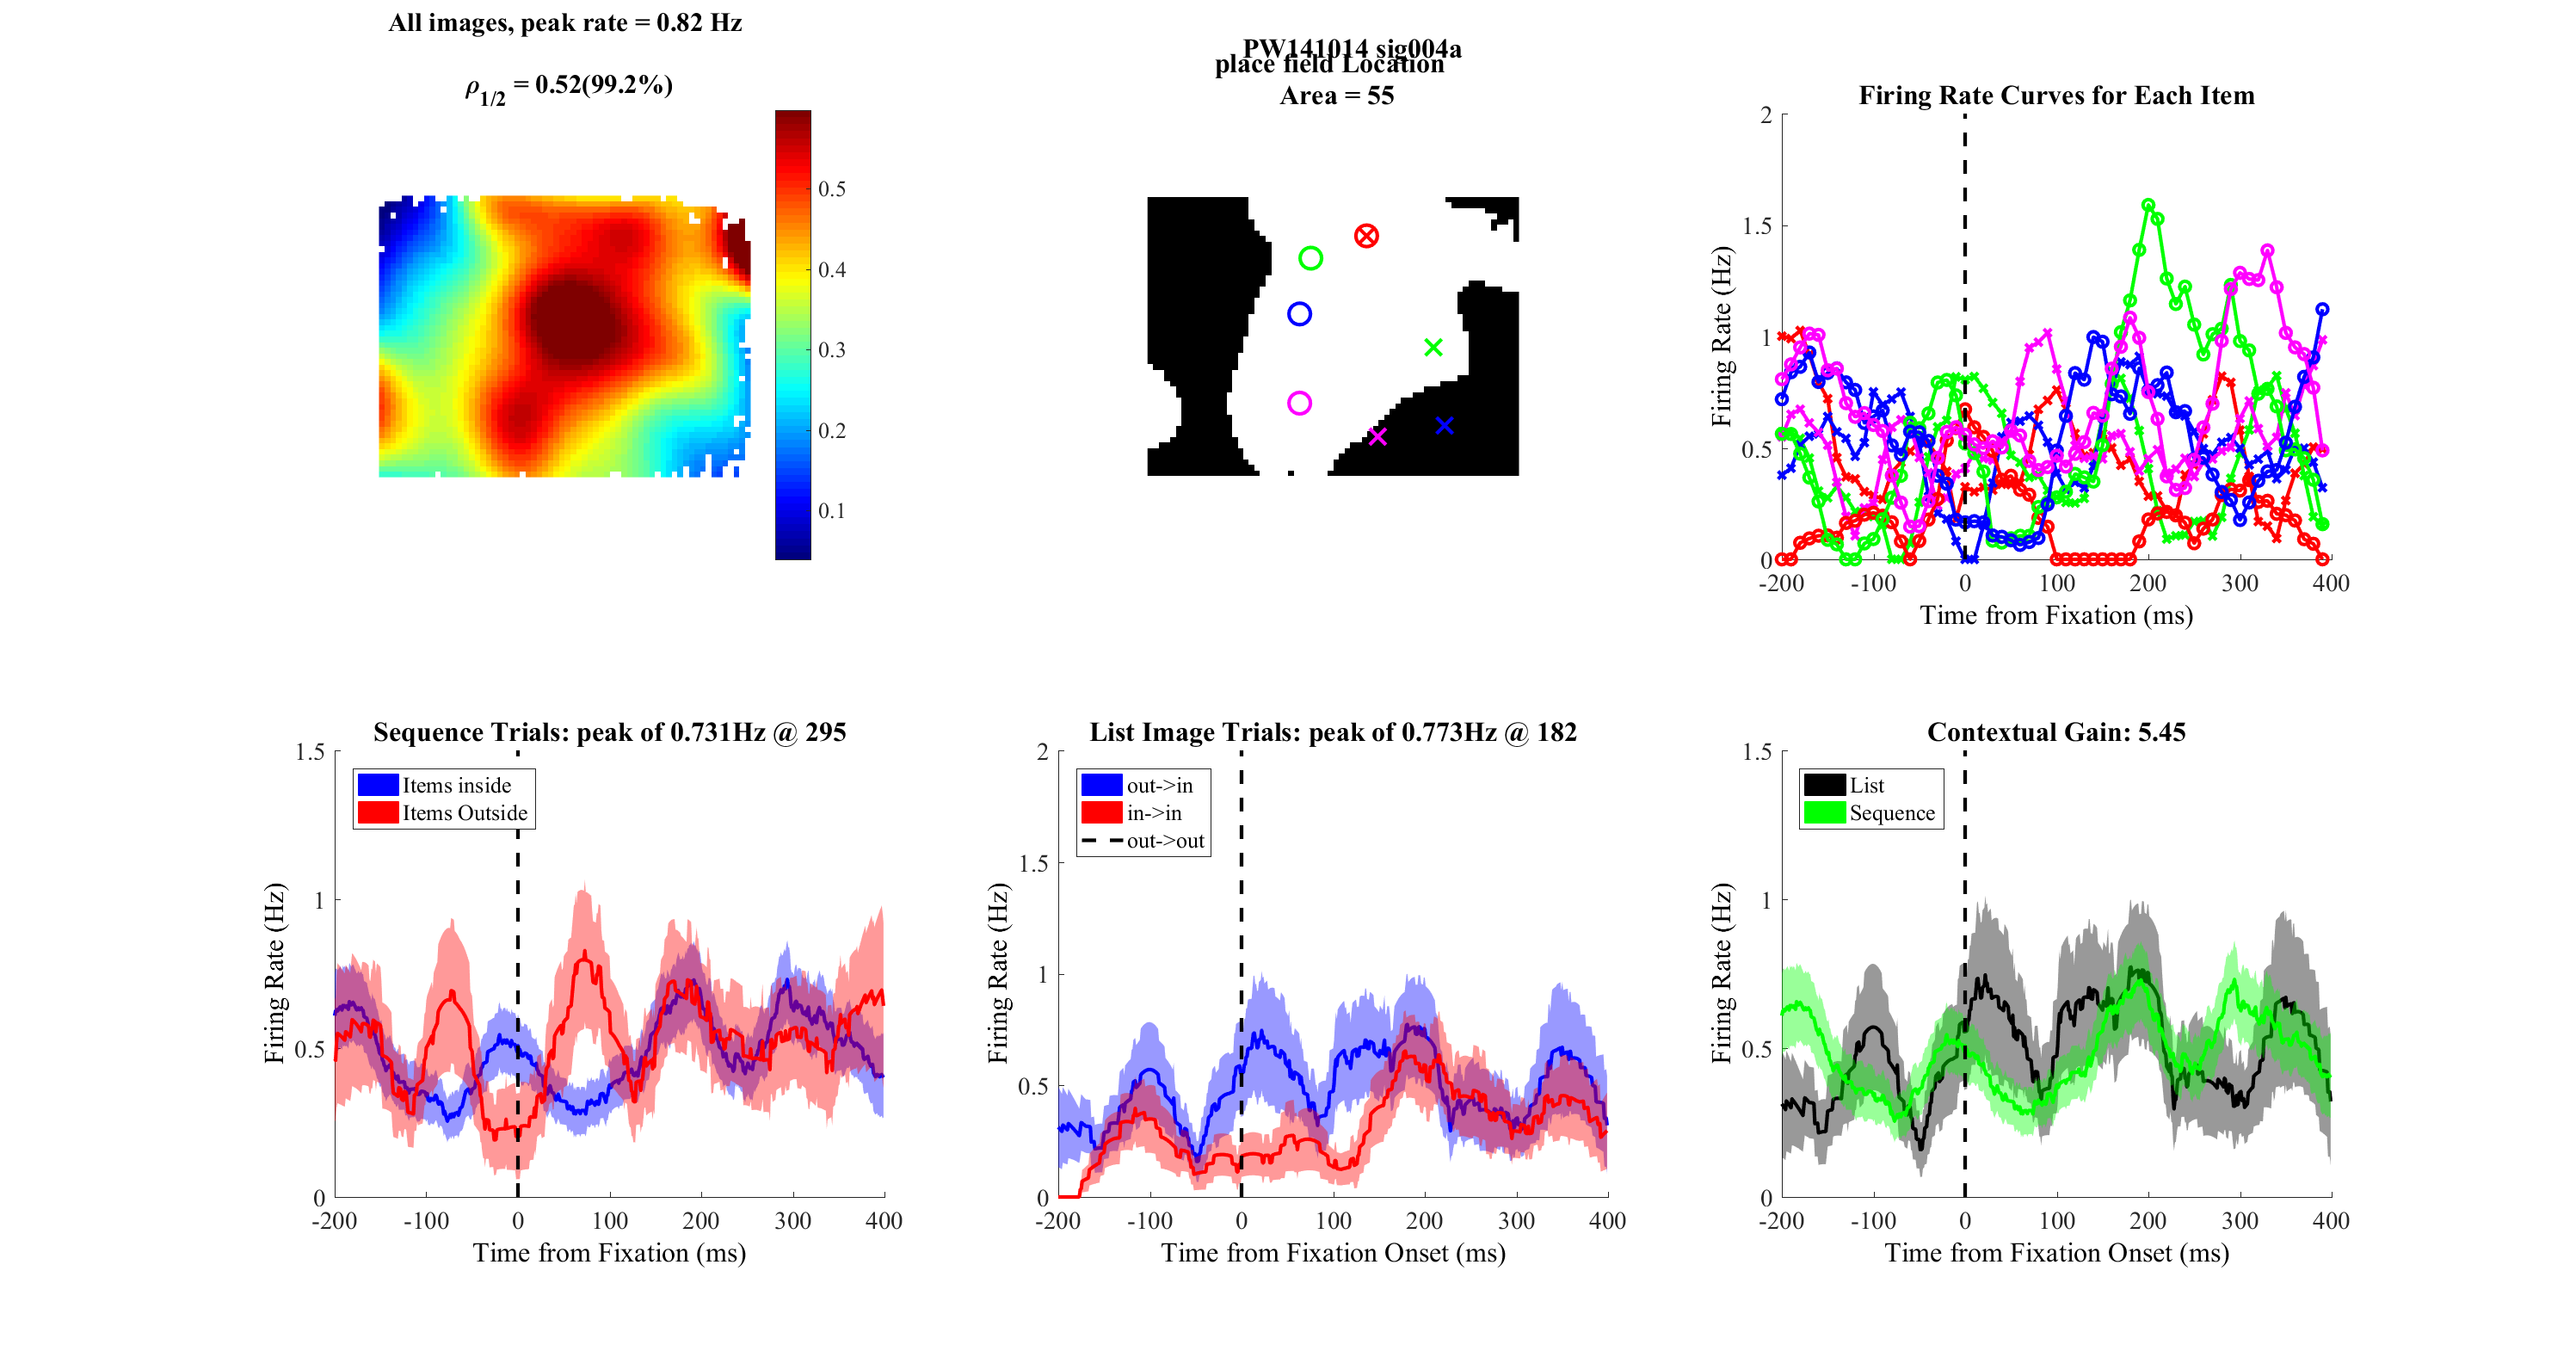 All images, peak rate = 0.82 Hz
ρ1/2 = 0.52(99.2%)
0.5
0.4
0.3
0.2
0.1
PW141014 sig004a
place field Location
Area = 55
Firing Rate Curves for Each Item
Firing Rate (Hz)
2
1.5
1
0.5
0
-200 -100 0 100 200 300 400
Time from Fixation (ms)
Sequence Trials: peak of 0.731Hz @ 295
Items inside
Items Outside
Firing Rate (Hz)
1.5
1
0.5
0
-200 -100 0 100 200 300 400
Time from Fixation (ms)
List Image Trials: peak of 0.773Hz @ 182
out->in
in->in
out->out
Firing Rate (Hz)
2
1.5
1
0.5
0
-200 -100 0 100 200 300 400
Time from Fixation Onset (ms)
Contextual Gain: 5.45
List
Sequence
Firing Rate (Hz)
1.5
1
0.5
0
-200 -100 0 100 200 300 400
Time from Fixation Onset (ms)